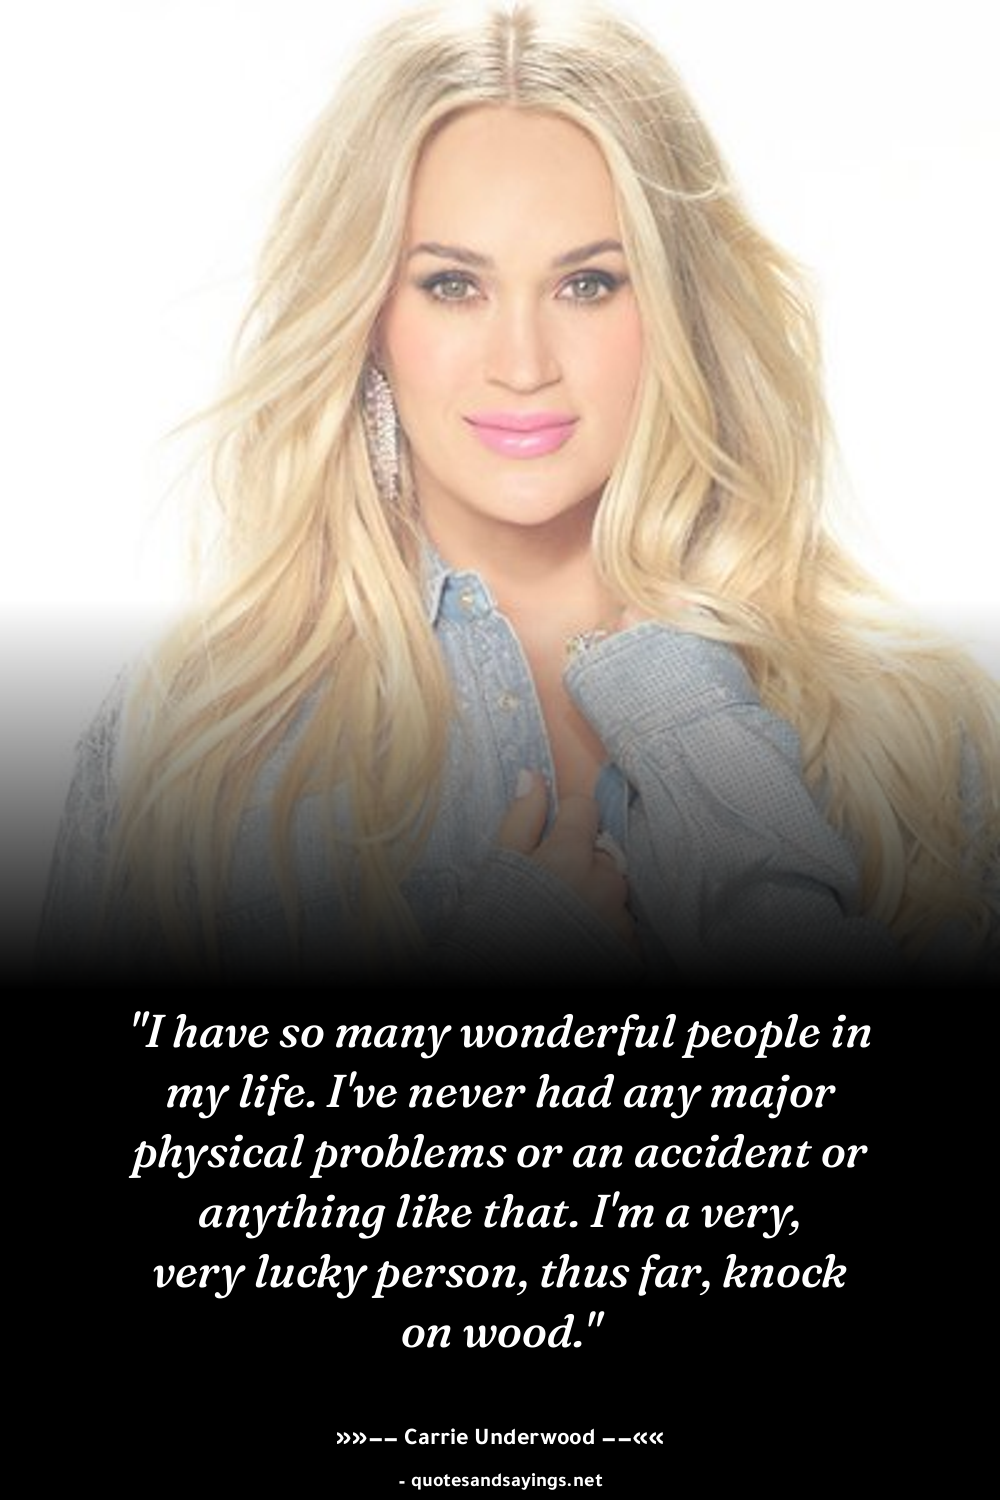 "I have so many wonderful people in
my life. I've never had any major
physical problems or an accident or
anything like that. I'm a very,
very lucky person, thus far, knock
on wood."
»»—— Carrie Underwood ——««
- quotesandsayings.net